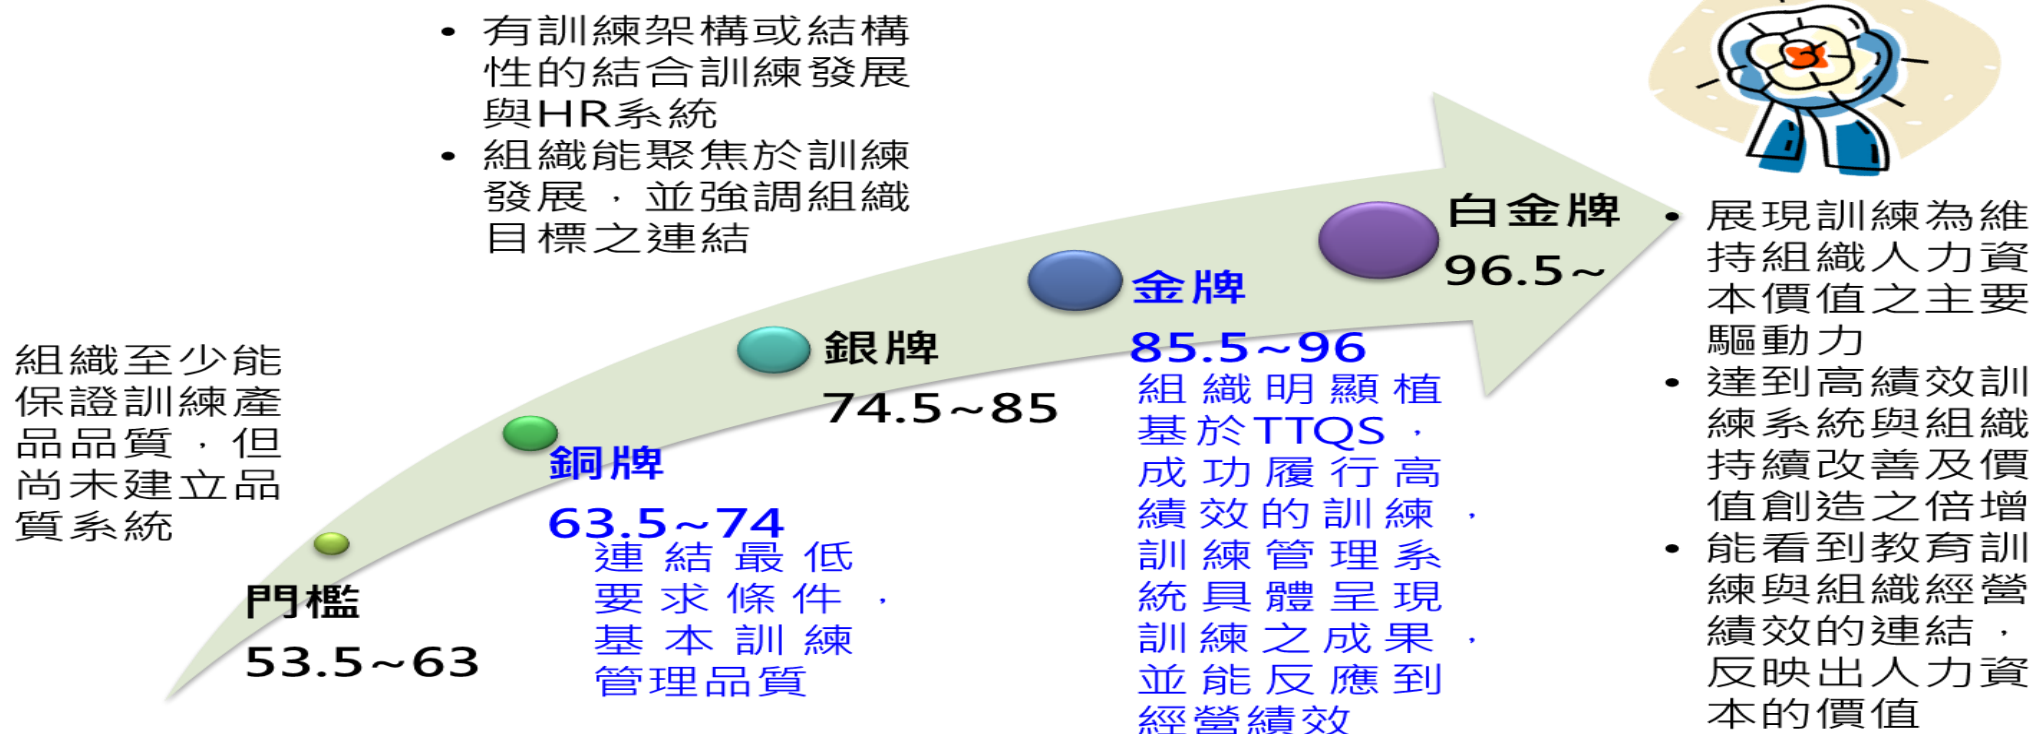 • 有訓練架構或結構
性的結合訓練發展
與HR系統
• 組織能聚焦於訓練
發展，並強調組織
目標之連結
組織至少能
保證訓練產
品品質，但
尚未建立品
質系統
門檻
53.5~63
銅牌
63.5~74
連結最低
要求條件，
基本訓練
管理品質
銀牌
74.5~85
金牌
85.5~96
組織明顯植
基於TTQS，
成功履行高
績效的訓練，
訓練管理系
統具體呈現
訓練之成果，
並能反應到
經營績效
白金牌
96.5~
• 展現訓練為維
持組織人力資
本價值之主要
驅動力
• 達到高績效訓
練系統與組織
持續改善及價
值創造之倍增
• 能看到教育訓
練與組織經營
績效的連結，
反映出人力資
本的價值